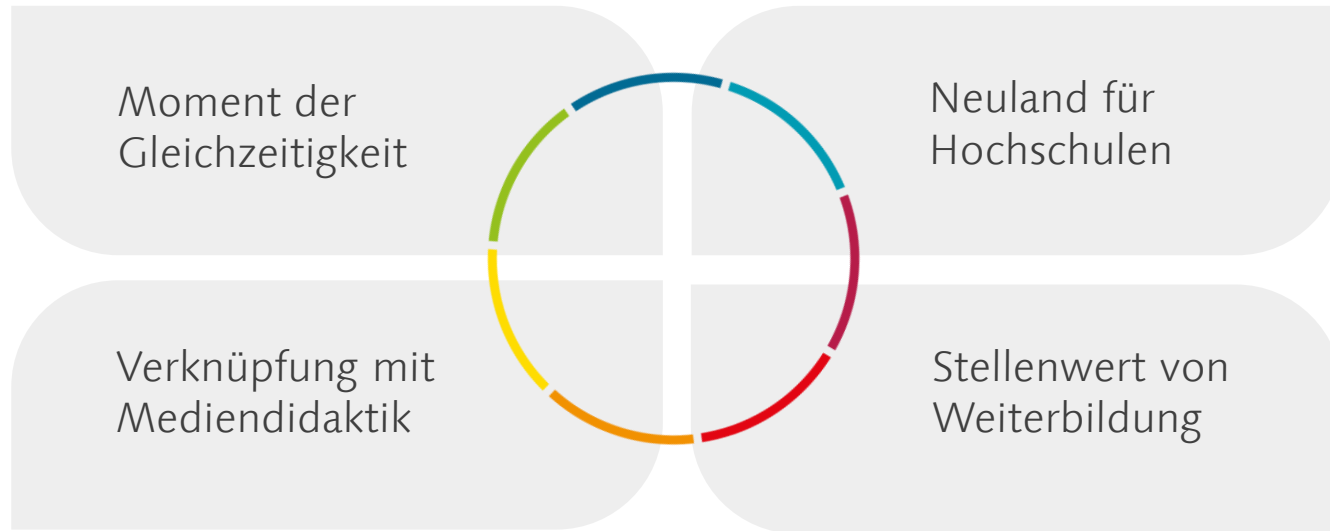 Moment der
Gleichzeitigkeit
Neuland für
Hochschulen
Verknüpfung mit
Mediendidaktik
Stellenwert von
Weiterbildung